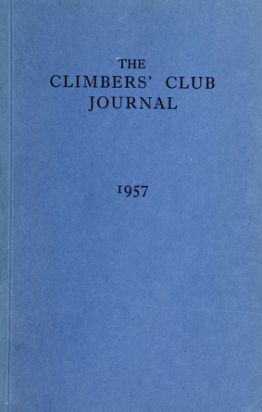 THE
CLIMBERS' CLUB
JOURNAL
1957